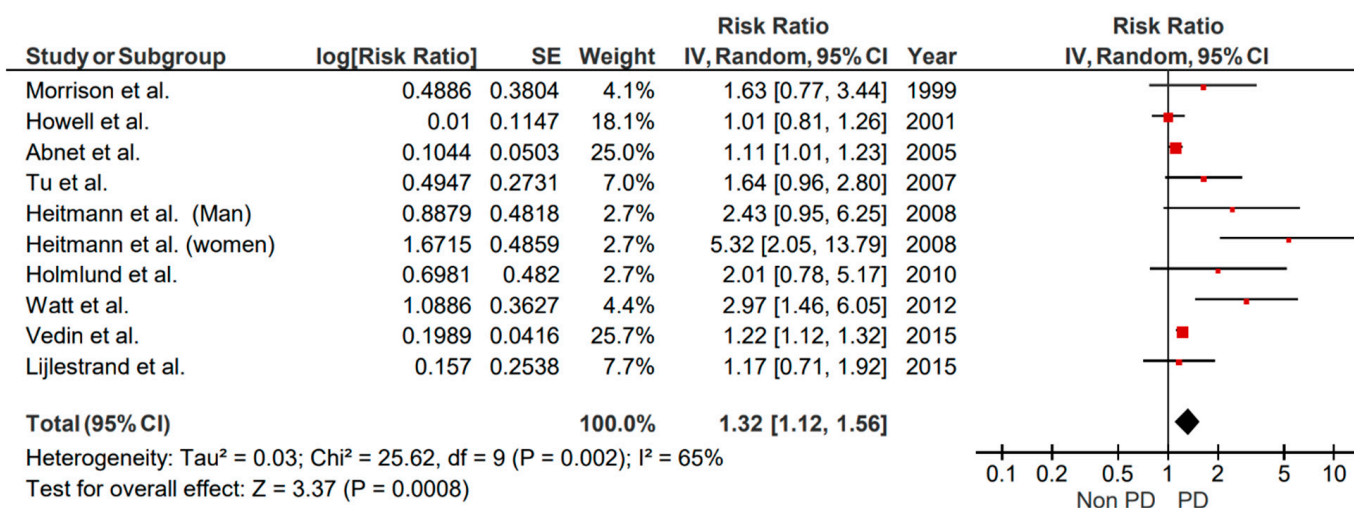 Risk Ratio Risk Ratio
Study or Subgroup log[Risk Ratio] SE Weight IV, Random, 95% CI Year IV, Random, 95% CI
Morrison et al. 0.4886 0.3804 4.1% 1.63 [0.77, 3.44] 1999
Howell et al. 0.01 0.1147 18.1% 1.01 [0.81, 1.26] 2001
Abnet et al. 0.1044 0.0503 25.0% 1.11 [1.01, 1.23] 2005
Tu et al. 0.4947 0.2731 7.0% 1.64 [0.96, 2.80] 2007
Heitmann et al. (Man) 0.8879 0.4818 2.7% 2.43 [0.95, 6.25] 2008
Heitmann et al. (women) 1.6715 0.4859 2.7% 5.32 [2.05, 13.79] 2008
Holmlund et al. 0.6981 0.482 2.7% 2.01 [0.78, 5.17] 2010
Watt et al. 1.0886 0.3627 4.4% 2.97 [1.46, 6.05] 2012
Vedin et al. 0.1989 0.0416 25.7% 1.22 [1.12, 1.32] 2015
Lijlestrand et al. 0.157 0.2538 7.7% 1.17 [0.71, 1.92] 2015
Total (95% CI) 100.0% 1.32 [1.12, 1.56]
Heterogeneity: Tau² = 0.03; Chi² = 25.62, df = 9 (P = 0.002); I² = 65%
Test for overall effect: Z = 3.37 (P = 0.0008)
0.1 0.2 0.5 1 2 5 10
Non PD PD